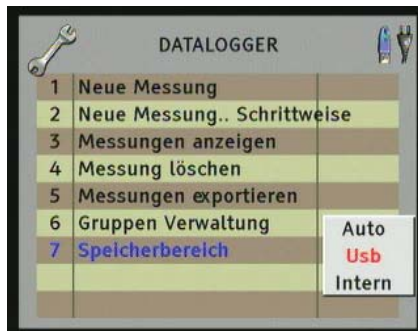 DATALOGGER
1 Neue Messung
2 Neue Messung.. Schrittweise
3 Messungen anzeigen
4 Messung löschen
5 Messungen exportieren
6 Gruppen Verwaltung
7 Speicherbereich
Auto
Usb
Intern